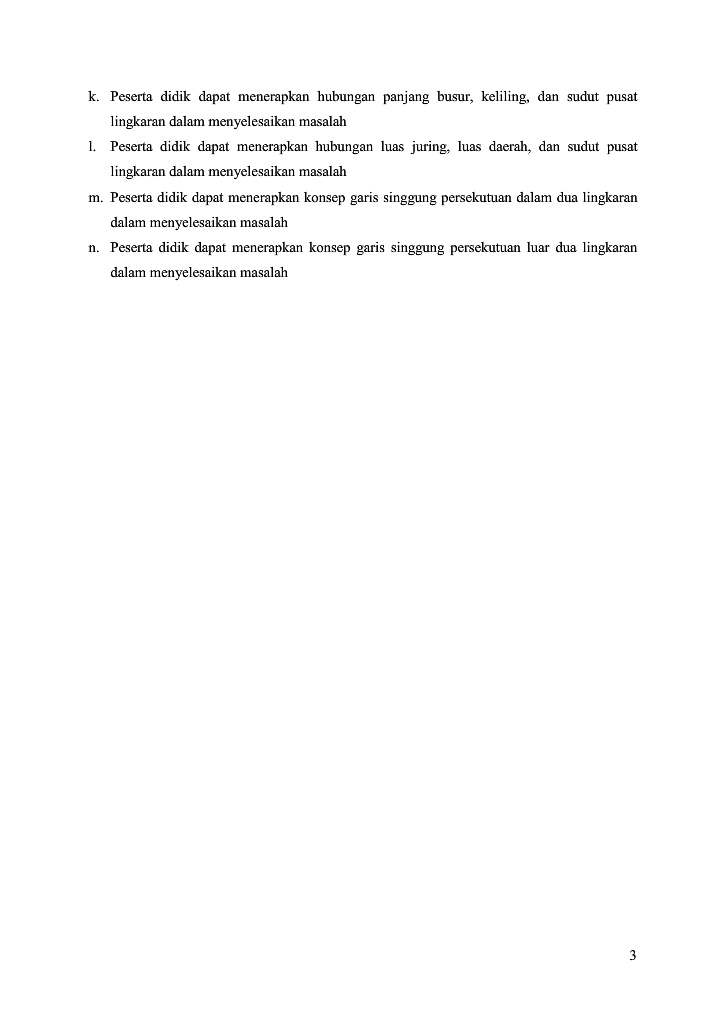 k. Peserta didik dapat menerapkan hubungan panjang busur, keliling, dan sudut pusat
lingkaran dalam menyelesaikan masalah
l. Peserta didik dapat menerapkan hubungan luas juring, luas daerah, dan sudut pusat
lingkaran dalam menyelesaikan masalah
m. Peserta didik dapat menerapkan konsep garis singgung persekutuan dalam dua lingkaran
dalam menyelesaikan masalah
n. Peserta didik dapat menerapkan konsep garis singgung persekutuan luar dua lingkaran
dalam menyelesaikan masalah
3